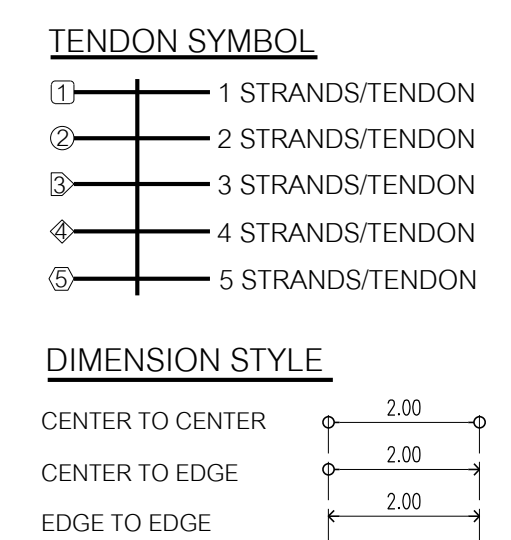 TENDON SYMBOL
1 1 STRANDS/TENDON
2 2 STRANDS/TENDON
3 3 STRANDS/TENDON
4 4 STRANDS/TENDON
5 5 STRANDS/TENDON
DIMENSION STYLE
CENTER TO CENTER 2.00
CENTER TO EDGE 2.00
EDGE TO EDGE 2.00